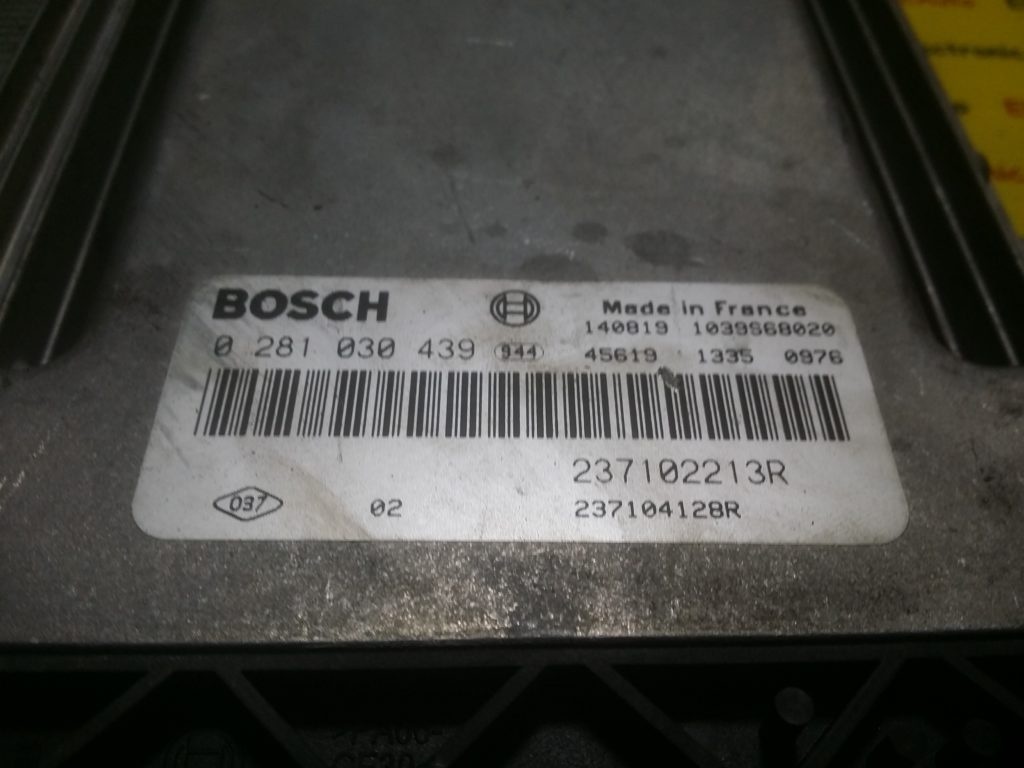 BOSCH
Made in France
140819 1039S68020
0 281 030 439 944 45619 1335 0976
237102213R
037 02 237104128R